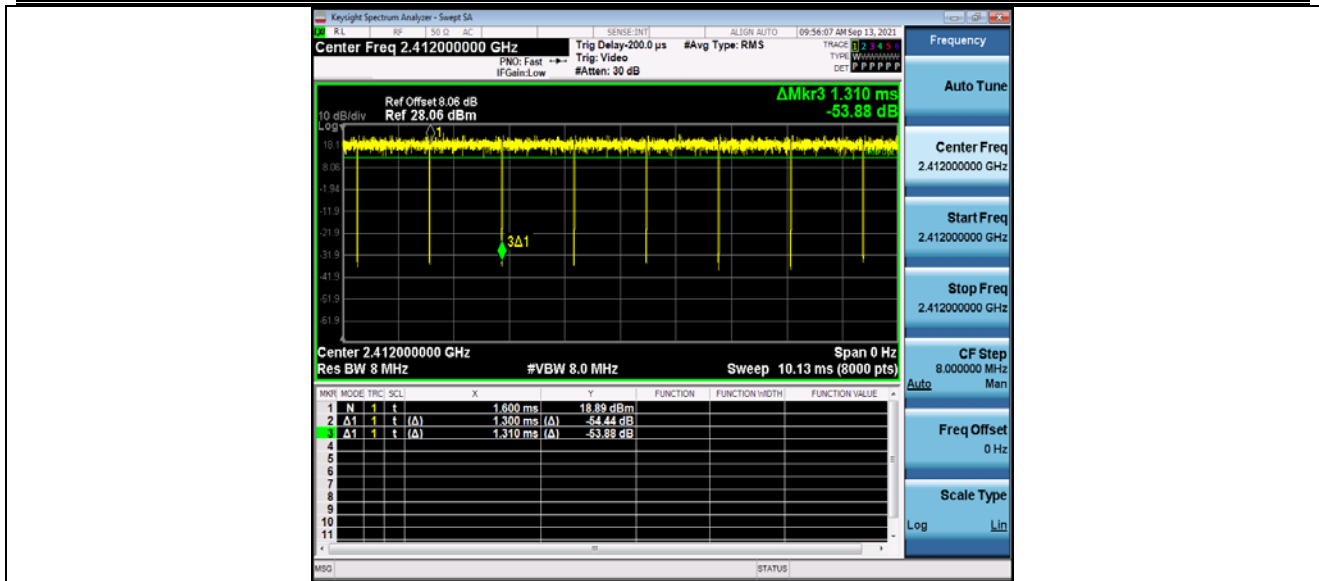 Keysight Spectrum Analyzer - Swept SA
RL RF 50 Ω AC SENSE:INT ALIGN AUTO 09:56:07 AM Sep 13, 2021
Center Freq 2.412000000 GHz
Trig Delay-200.0 µs #Avg Type: RMS TRACE 1 2 3 4 5 6
PNO: Fast Trig: Video TYPE WWWWWW
IFGain:Low #Atten: 30 dB DET P P P P P P
ΔMkr3 1.310 ms
-53.88 dB
Ref Offset 8.06 dB
10 dB/div Ref 28.06 dBm
Log
1
18.1
8.06
-1.94
-11.9
-21.9
3Δ1
-31.9
-41.9
-51.9
-61.9
Center 2.412000000 GHz Span 0 Hz
Res BW 8 MHz #VBW 8.0 MHz Sweep 10.13 ms (8000 pts)
MKR MODE TRC SCL X Y FUNCTION FUNCTION WIDTH FUNCTION VALUE
1 N 1 t 1.600 ms 18.89 dBm
2 Δ1 1 t (Δ) 1.300 ms (Δ) -54.44 dB
3 Δ1 1 t (Δ) 1.310 ms (Δ) -53.88 dB
4
5
6
7
8
9
10
11
MSG STATUS
Frequency
Auto Tune
Center Freq
2.412000000 GHz
Start Freq
2.412000000 GHz
Stop Freq
2.412000000 GHz
CF Step
8.000000 MHz
Auto Man
Freq Offset
0 Hz
Scale Type
Log Lin